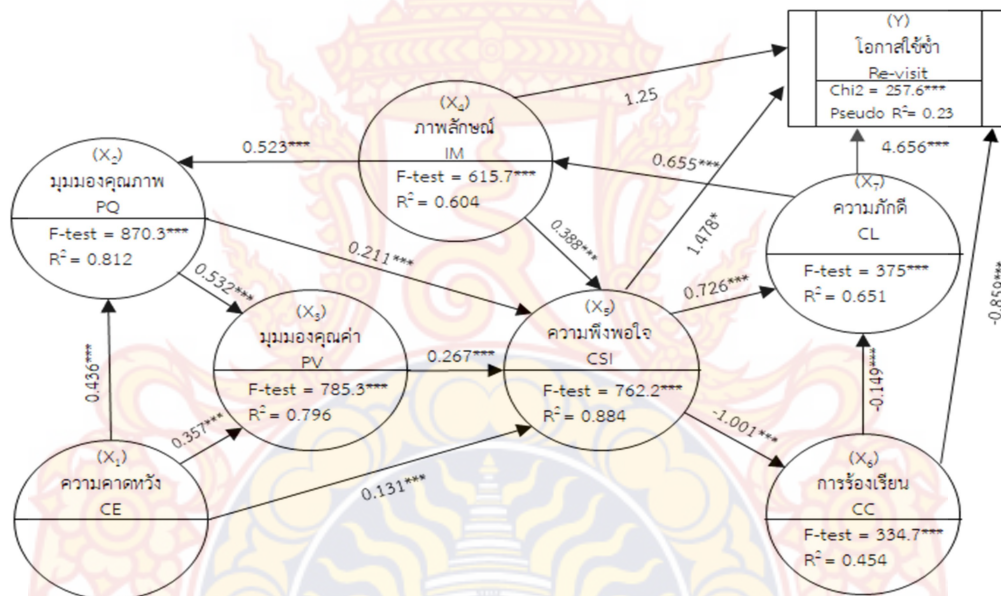 (Y)
โอกาสใช้ซ้ำ
Re-visit
Chi2 = 257.6***
Pseudo R²= 0.23
1.25
(X₄)
ภาพลักษณ์
IM
F-test = 615.7***
R² = 0.604
0.523***
0.655***
4.656***
(X₂)
มุมมองคุณภาพ
PQ
F-test = 870.3***
R² = 0.812
(X₇)
ความภักดี
CL
F-test = 375***
R² = 0.651
0.211***
0.388***
1.478*
0.532***
0.726***
-0.859***
(X₃)
มุมมองคุณค่า
PV
F-test = 785.3***
R² = 0.796
0.267***
(X₅)
ความพึงพอใจ
CSI
F-test = 762.2***
R² = 0.884
0.436***
0.357***
-0.149***
-1.001***
(X₁)
ความคาดหวัง
CE
0.131***
(X₆)
การร้องเรียน
CC
F-test = 334.7***
R² = 0.454